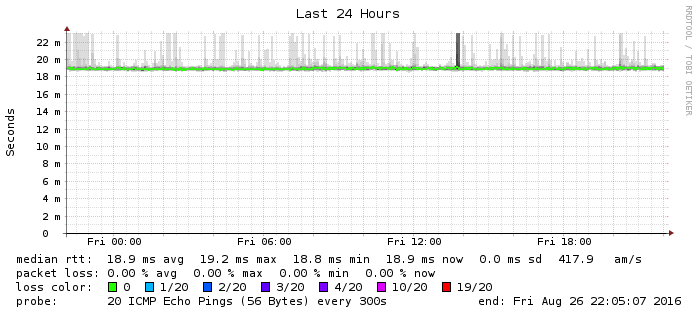 Last 24 Hours
RRDTOOL / TOBI OETIKER
Seconds
22 m
20 m
18 m
16 m
14 m
12 m
10 m
8 m
6 m
4 m
2 m
0
Fri 00:00 Fri 06:00 Fri 12:00 Fri 18:00
median rtt: 18.9 ms avg 19.2 ms max 18.8 ms min 18.9 ms now 0.0 ms sd 417.9 am/s
packet loss: 0.00 % avg 0.00 % max 0.00 % min 0.00 % now
loss color: 0 1/20 2/20 3/20 4/20 10/20 19/20
probe: 20 ICMP Echo Pings (56 Bytes) every 300s end: Fri Aug 26 22:05:07 2016